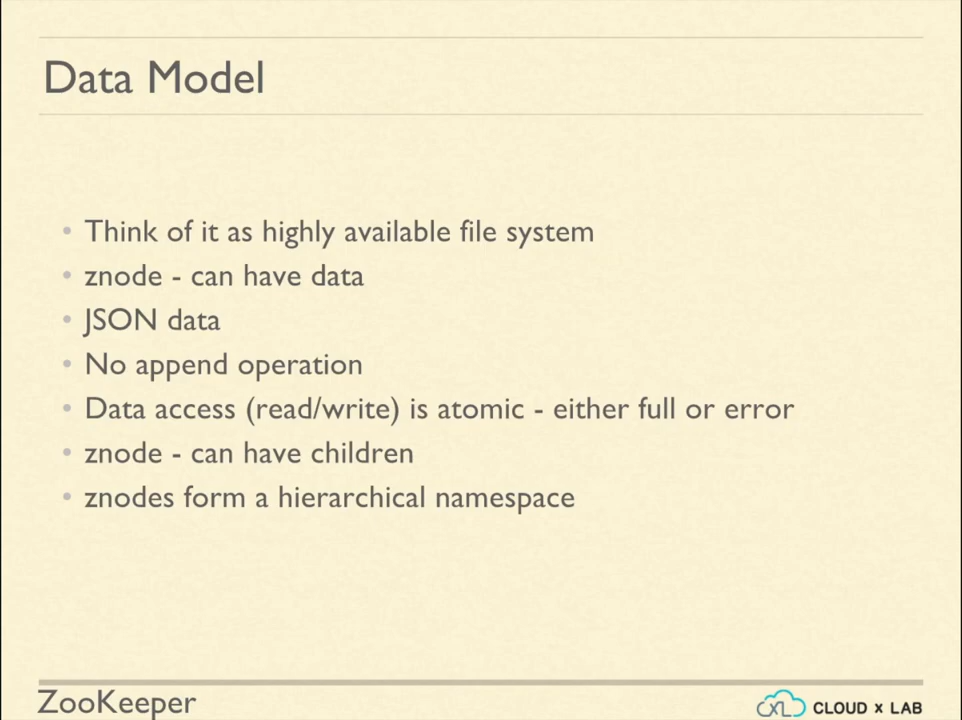 Data Model
• Think of it as highly available file system
• znode - can have data
• JSON data
• No append operation
• Data access (read/write) is atomic - either full or error
• znode - can have children
• znodes form a hierarchical namespace
ZooKeeper
CXL CLOUD x LAB